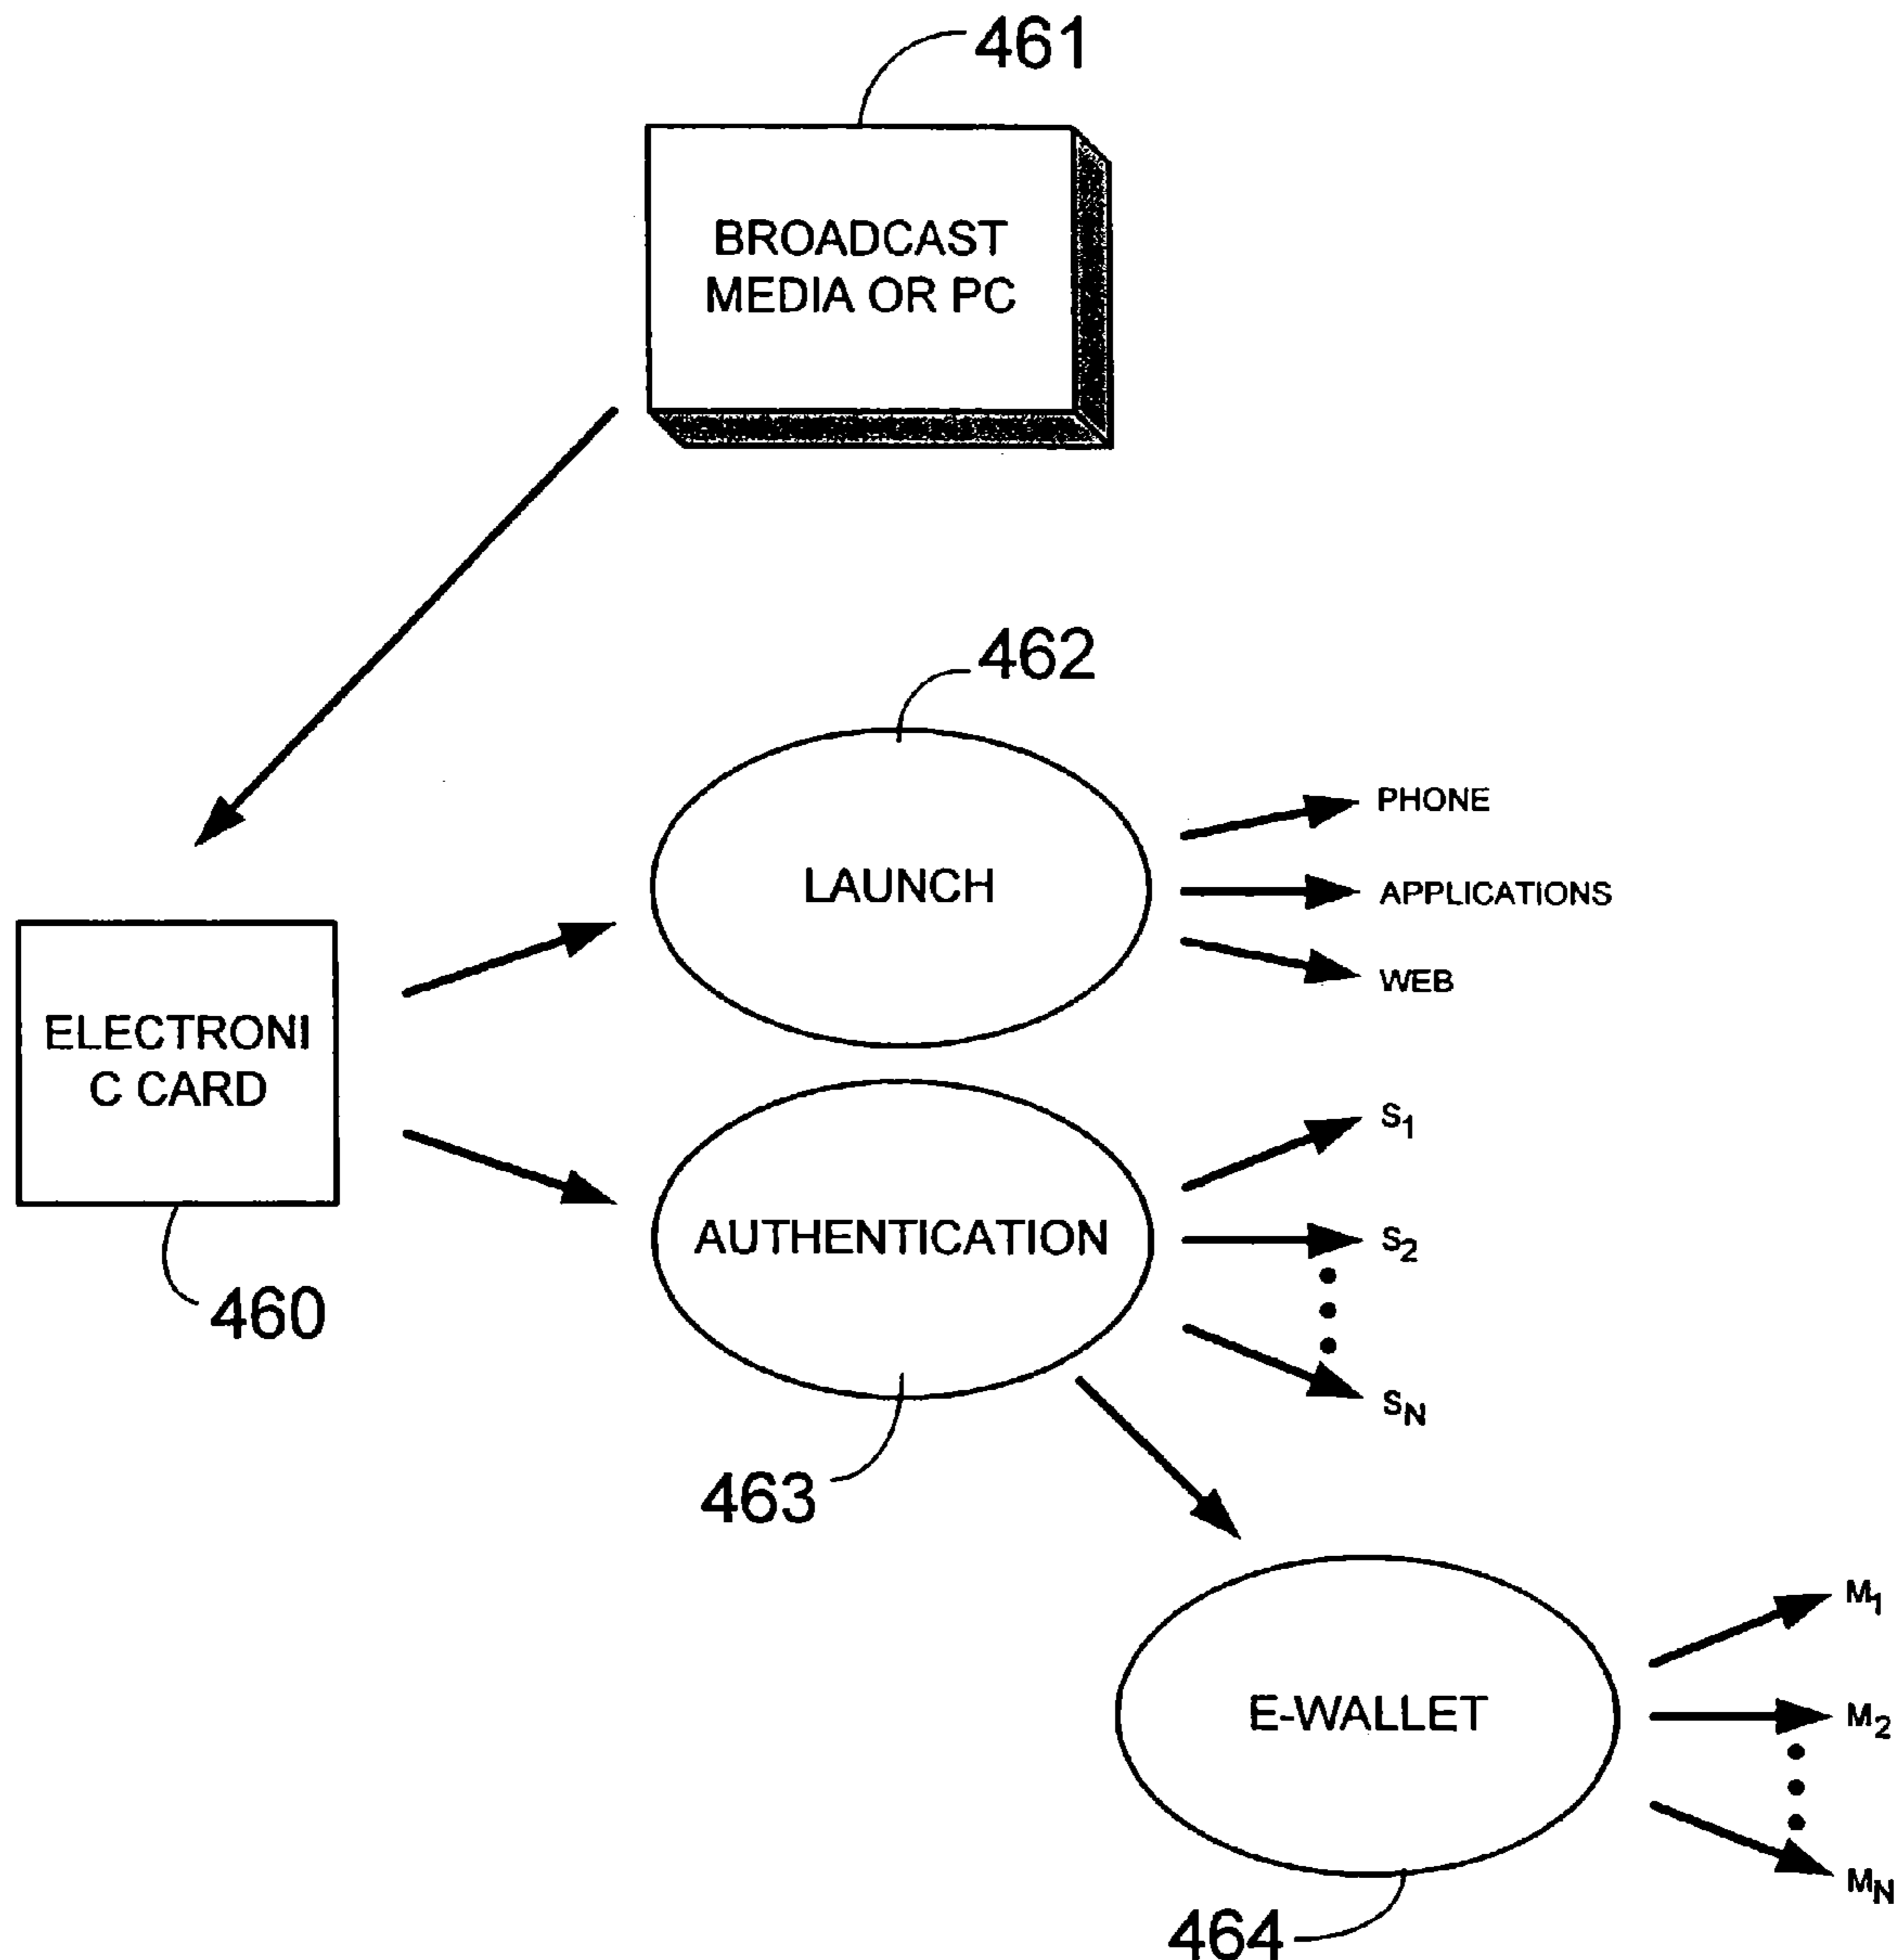 461
BROADCAST
MEDIA OR PC
462
PHONE
LAUNCH
APPLICATIONS
WEB
ELECTRONI
C CARD
S1
AUTHENTICATION
S2
460
SN
463
M1
E-WALLET
M2
MN
464